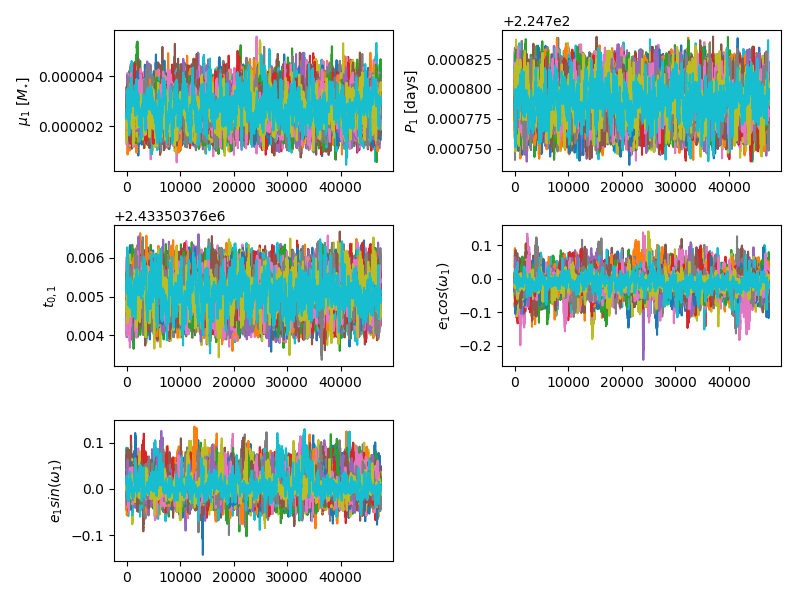 μ₁ [M.]
0.000004
0.000002
0 10000 20000 30000 40000
+2.247e2
P₁ [days]
0.000825
0.000800
0.000775
0.000750
0 10000 20000 30000 40000
+2.43350376e6
t₀,₁
0.006
0.005
0.004
0 10000 20000 30000 40000
e₁cos(ω₁)
0.1
0.0
−0.1
−0.2
0 10000 20000 30000 40000
e₁sin(ω₁)
0.1
0.0
−0.1
0 10000 20000 30000 40000